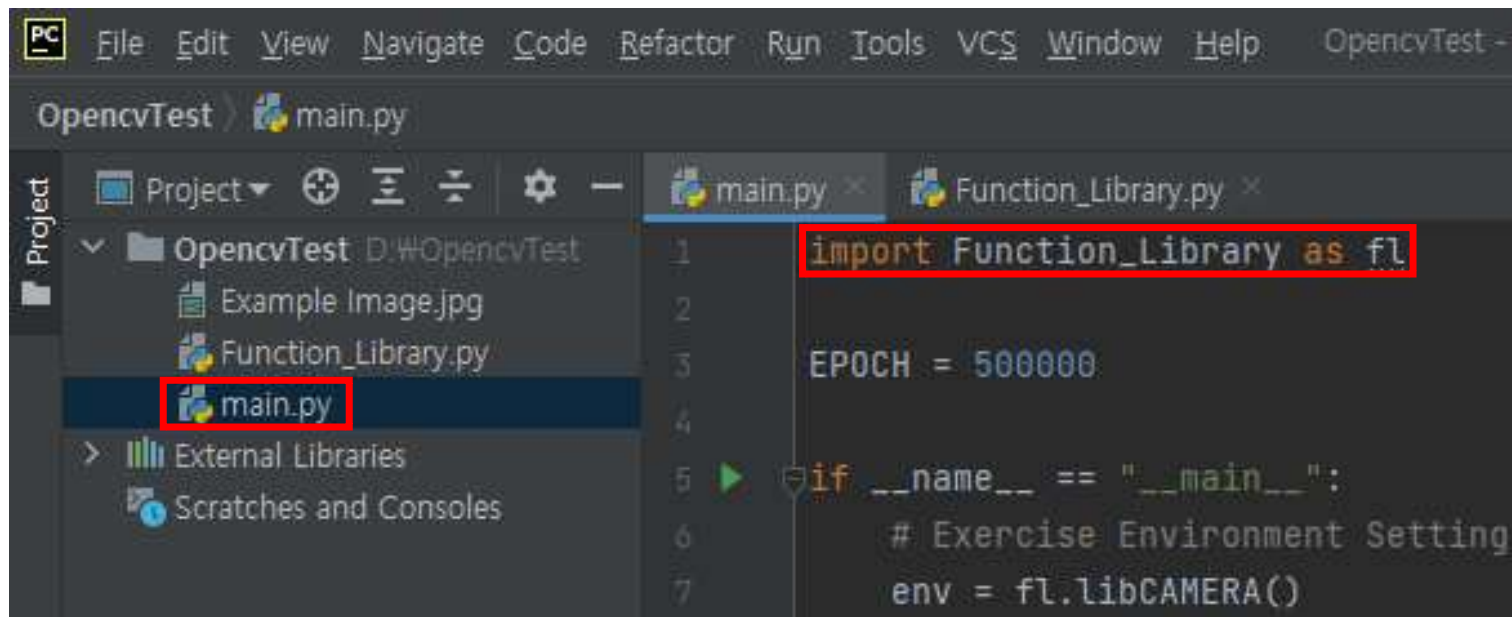 PC File Edit View Navigate Code Refactor Run Tools VCS Window Help OpencvTest -
OpencvTest main.py
Project
Project
OpencvTest D:₩OpencvTest
Example Image.jpg
Function_Library.py
main.py
External Libraries
Scratches and Consoles
main.py Function_Library.py
1 import Function_Library as fl
2
3 EPOCH = 500000
4
5 if __name__ == "__main__":
6 # Exercise Environment Setting
7 env = fl.libCAMERA()